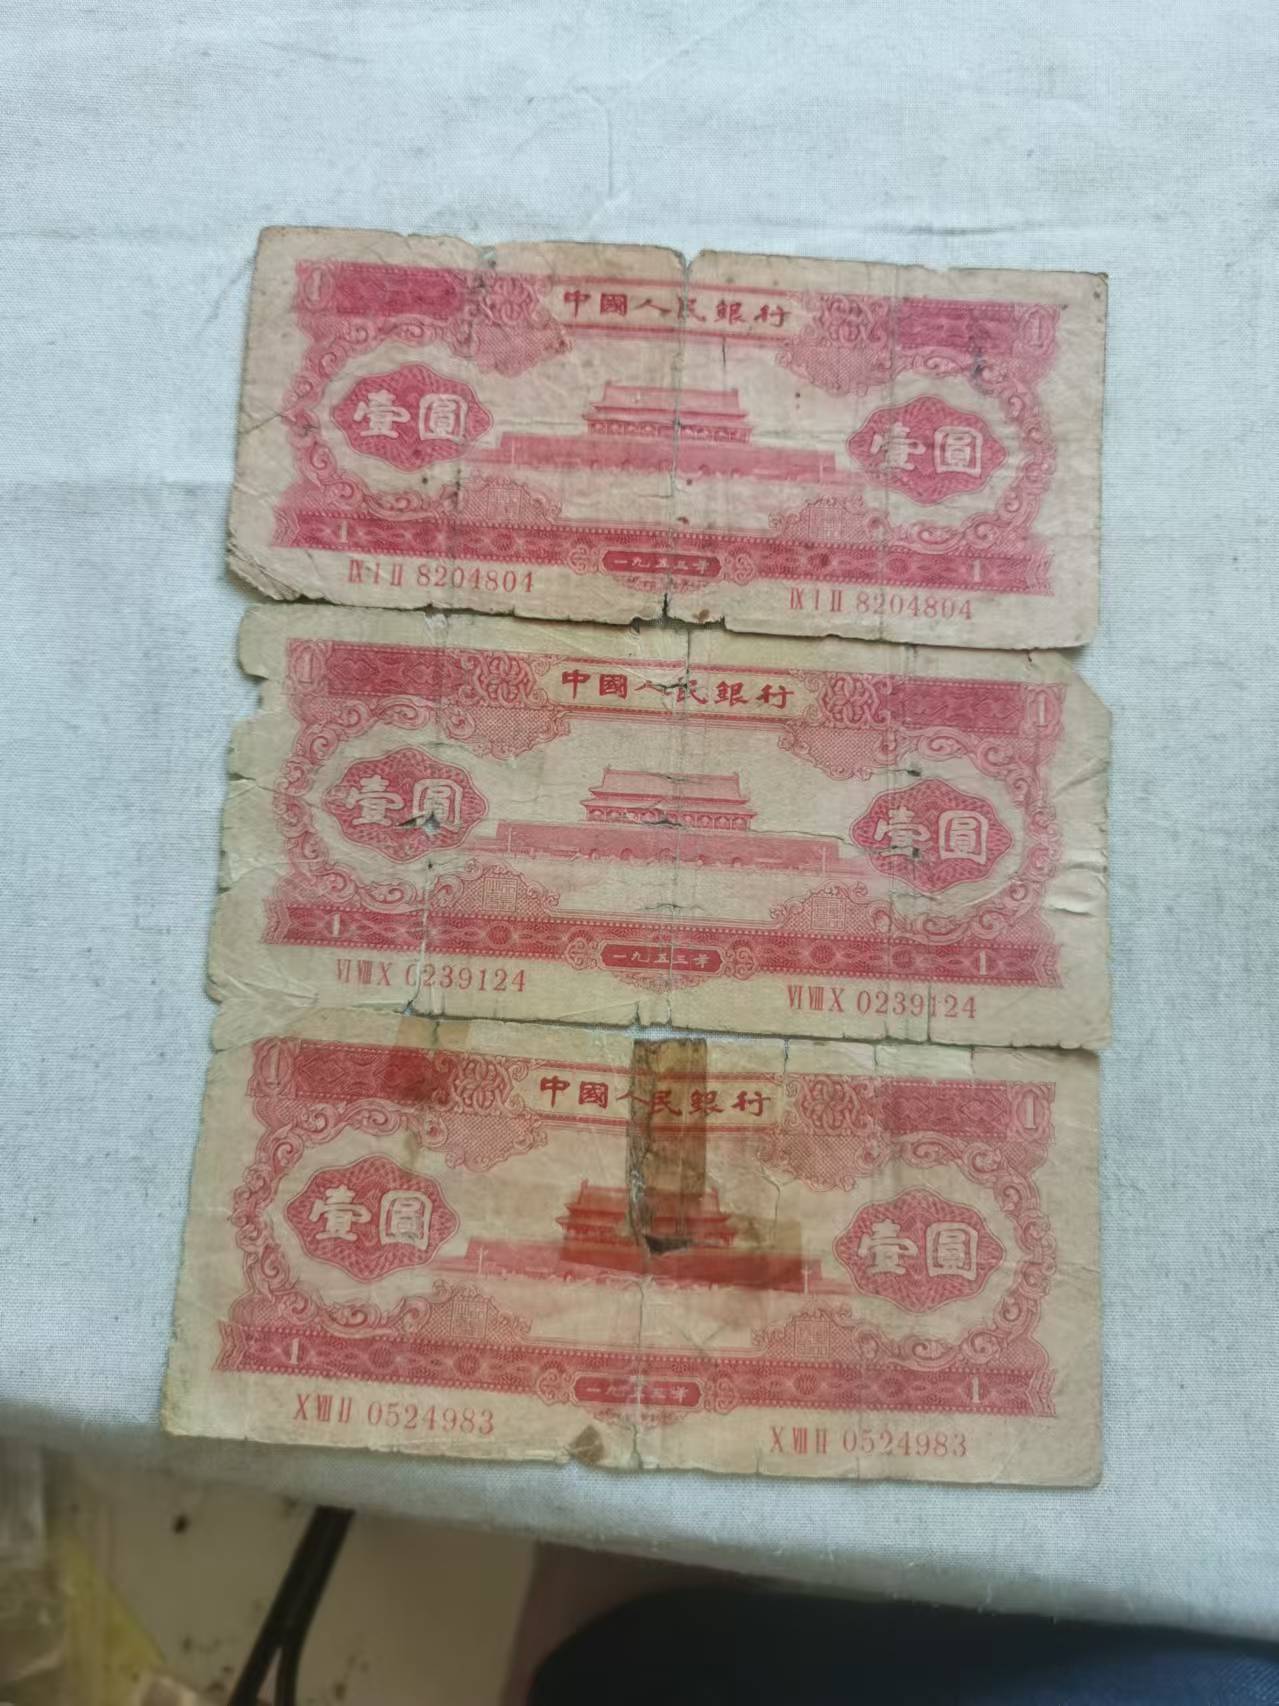 1 中國人民銀行 1
壹圓 壹圓
1 一九五三年 1
IX I II 8204804 IX I II 8204804
1 中國人民銀行 1
壹圓 壹圓
1 一九五三年 1
VI VIII X 0239124 VI VIII X 0239124
1 中國人民銀行 1
壹圓 壹圓
1 一九五三年 1
X VII II 0524983 X VII II 0524983